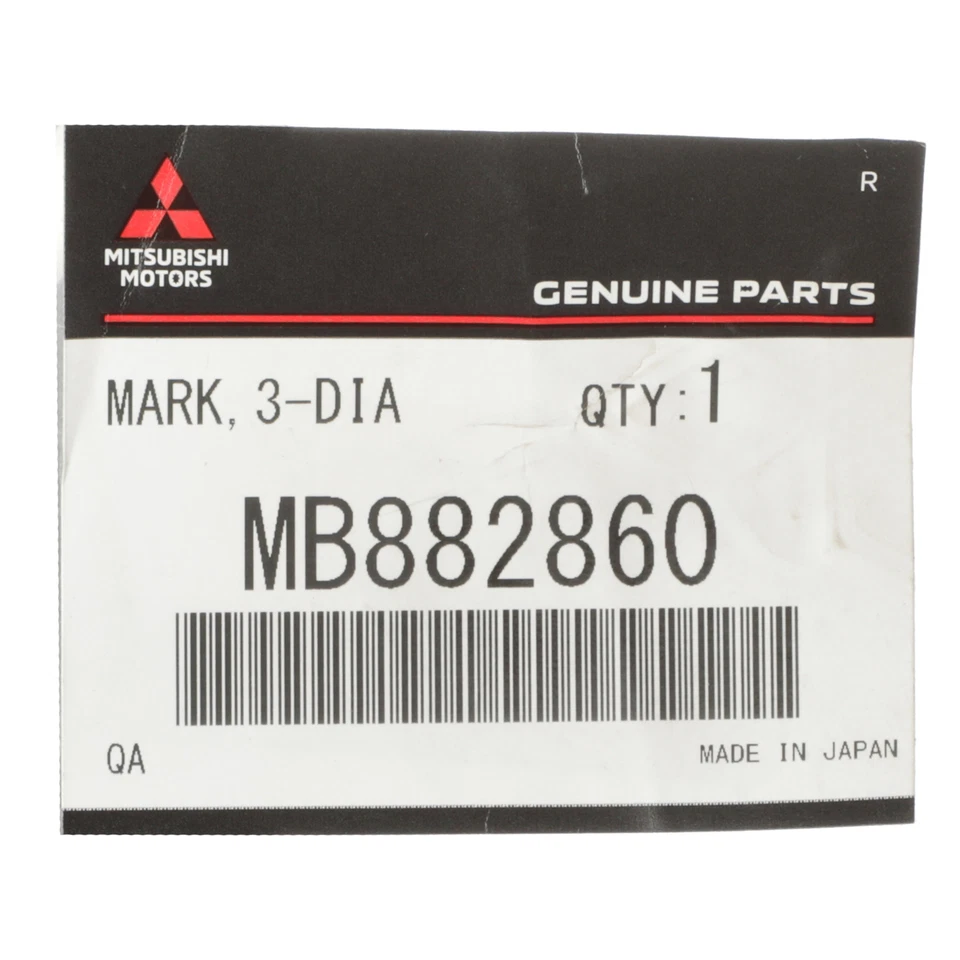 R
MITSUBISHI
MOTORS
GENUINE PARTS
MARK, 3-DIA QTY:1
MB882860
QA MADE IN JAPAN